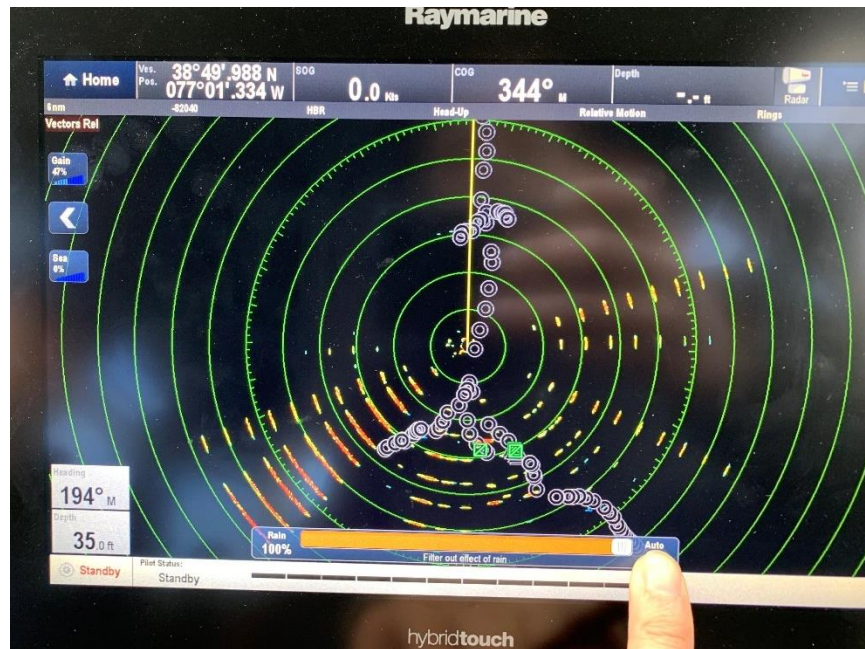 Raymarine
Home
Ves. Pos.
38°49'.988 N
077°01'.334 W
SOG
0.0 Kts
COG
344° M
Depth
-.- ft
Radar
-82040
HBR
Head-Up
Relative Motion
Rings
Vectors Rel
Gain
47%
Sea
0%
Heading
194° M
Depth
35.0 ft
Rain
100%
Auto
Filter out effect of rain
Standby
Pilot Status:
Standby
hybridtouch